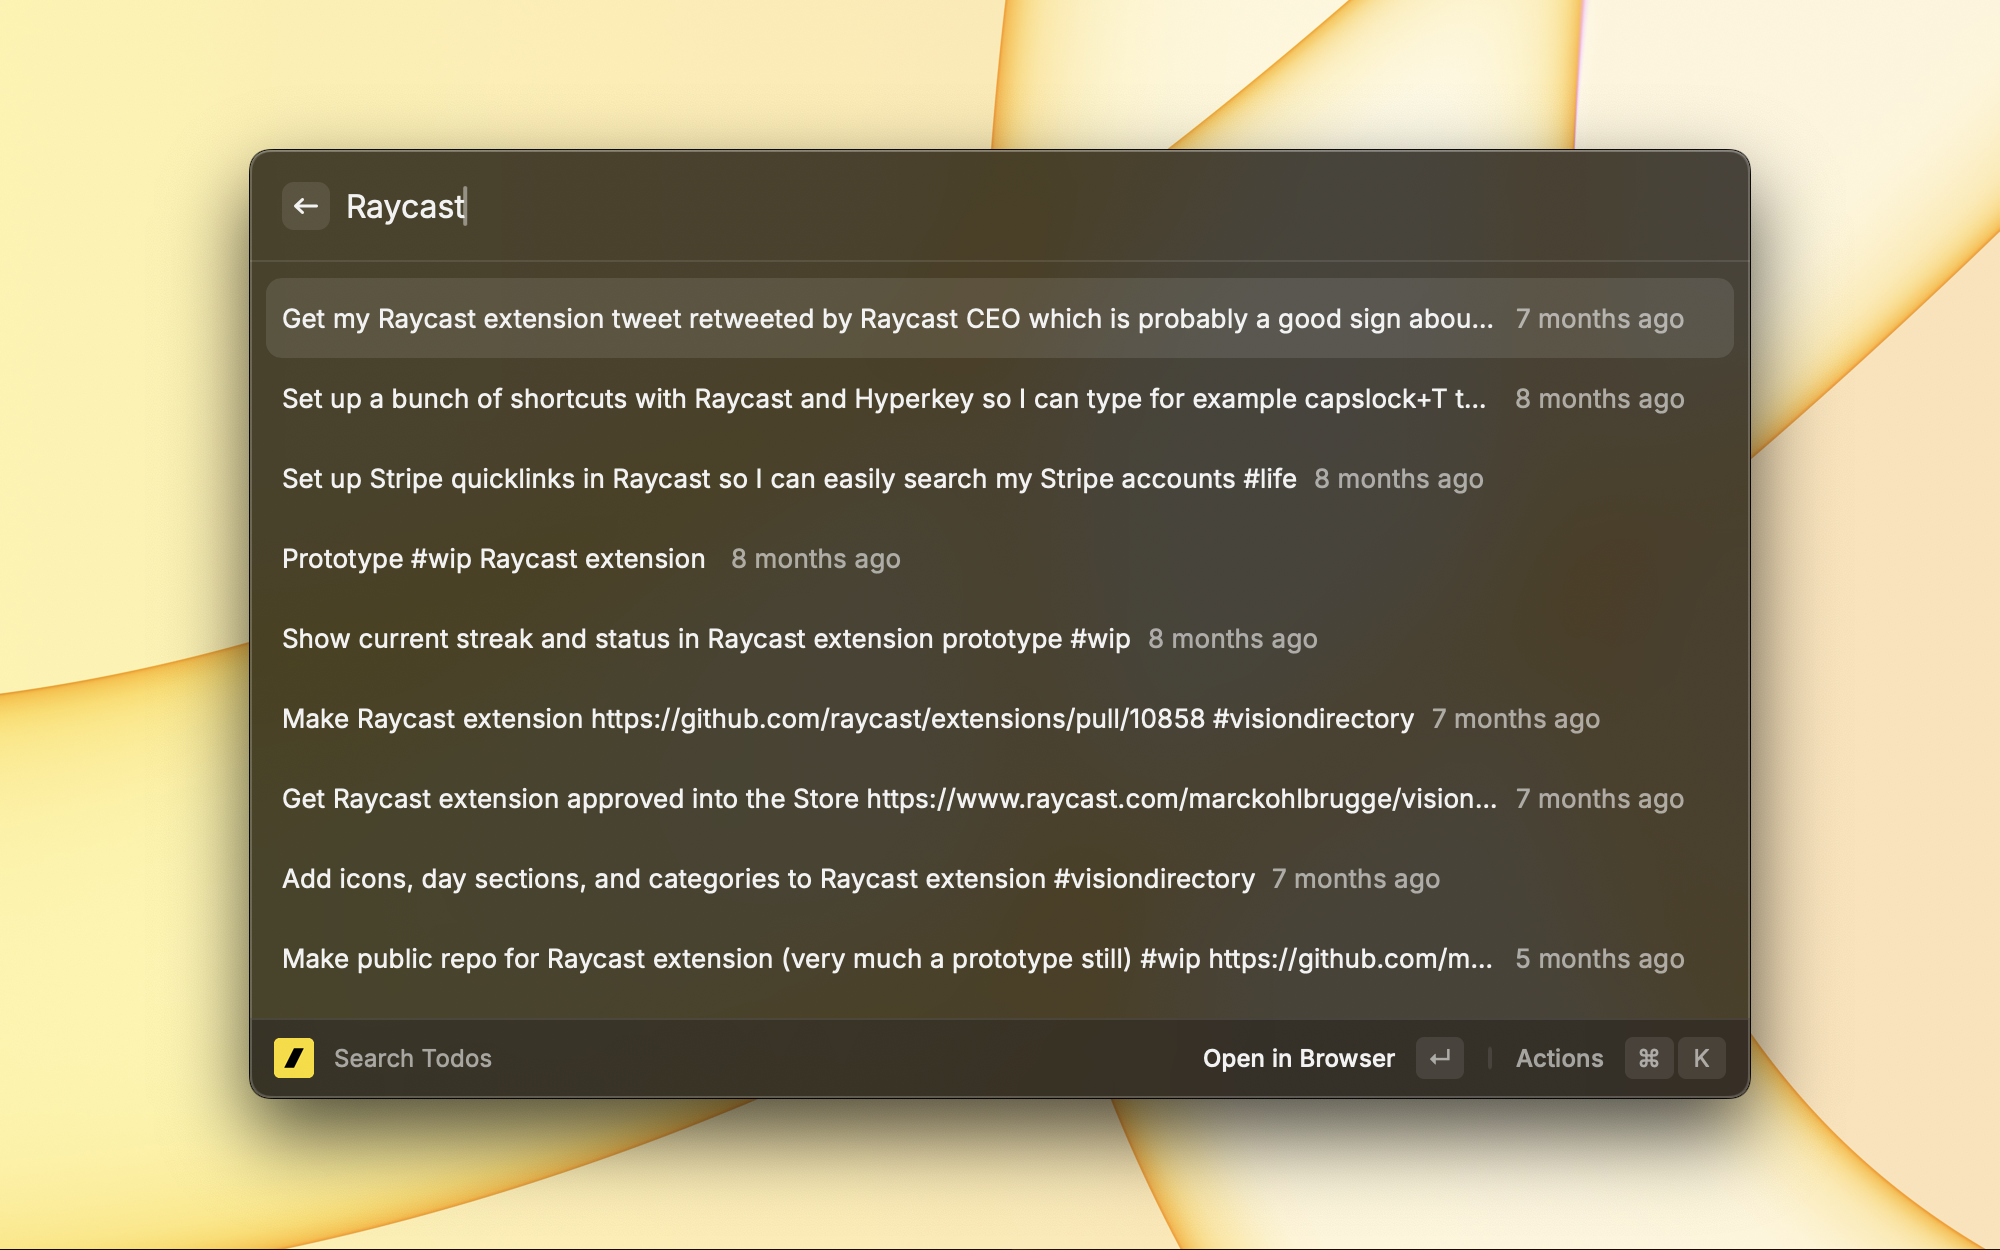 Raycast
Get my Raycast extension tweet retweeted by Raycast CEO which is probably a good sign abou... 7 months ago
Set up a bunch of shortcuts with Raycast and Hyperkey so I can type for example capslock+T t... 8 months ago
Set up Stripe quicklinks in Raycast so I can easily search my Stripe accounts #life 8 months ago
Prototype #wip Raycast extension 8 months ago
Show current streak and status in Raycast extension prototype #wip 8 months ago
Make Raycast extension https://github.com/raycast/extensions/pull/10858 #visiondirectory 7 months ago
Get Raycast extension approved into the Store https://www.raycast.com/marckohlbrugge/vision... 7 months ago
Add icons, day sections, and categories to Raycast extension #visiondirectory 7 months ago
Make public repo for Raycast extension (very much a prototype still) #wip https://github.com/m... 5 months ago
Search Todos Open in Browser ↵ Actions ⌘ K